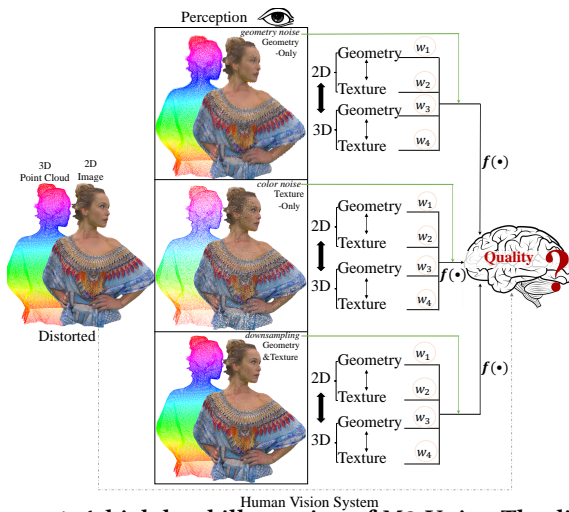 Perception
geometry noise
Geometry
-Only
2D
3D
Geometry
Texture
Geometry
Texture
w1
w2
w3
w4
f(•)
3D
Point Cloud
2D
Image
Distorted
color noise
Texture
-Only
2D
3D
Geometry
Texture
Geometry
Texture
w1
w2
w3
w4
f(•)
Quality
?
downsampling
Geometry
&Texture
2D
3D
Geometry
Texture
Geometry
Texture
w1
w2
w3
w4
f(•)
Human Vision System